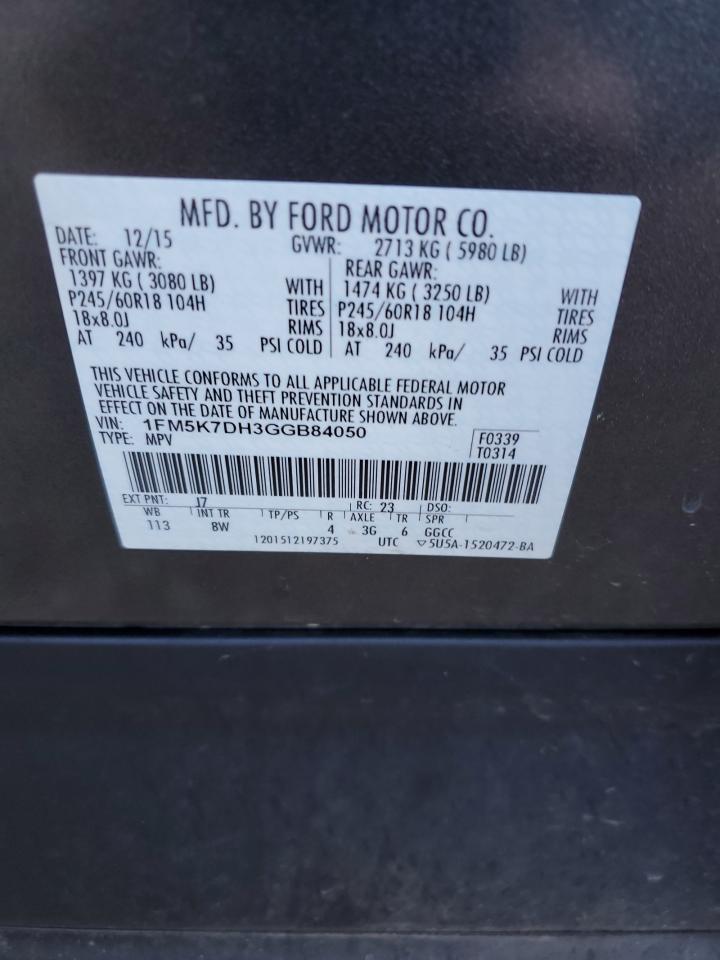 MFD. BY FORD MOTOR CO.
DATE: 12/15 GVWR: 2713 KG ( 5980 LB)
FRONT GAWR: REAR GAWR:
1397 KG ( 3080 LB) WITH 1474 KG ( 3250 LB) WITH
P245/60R18 104H TIRES P245/60R18 104H TIRES
18x8.0J RIMS 18x8.0J RIMS
AT 240 kPa/ 35 PSI COLD AT 240 kPa/ 35 PSI COLD
THIS VEHICLE CONFORMS TO ALL APPLICABLE FEDERAL MOTOR
VEHICLE SAFETY AND THEFT PREVENTION STANDARDS IN
EFFECT ON THE DATE OF MANUFACTURE SHOWN ABOVE.
VIN: 1FM5K7DH3GGB84050 F0339
TYPE: MPV T0314
EXT PNT: J7 RC: 23 DSO:
WB INT TR TP/PS R AXLE TR SPR
113 8W 4 3G 6 GGCC
1201512197375 UTC ▽5U5A-1520472-BA